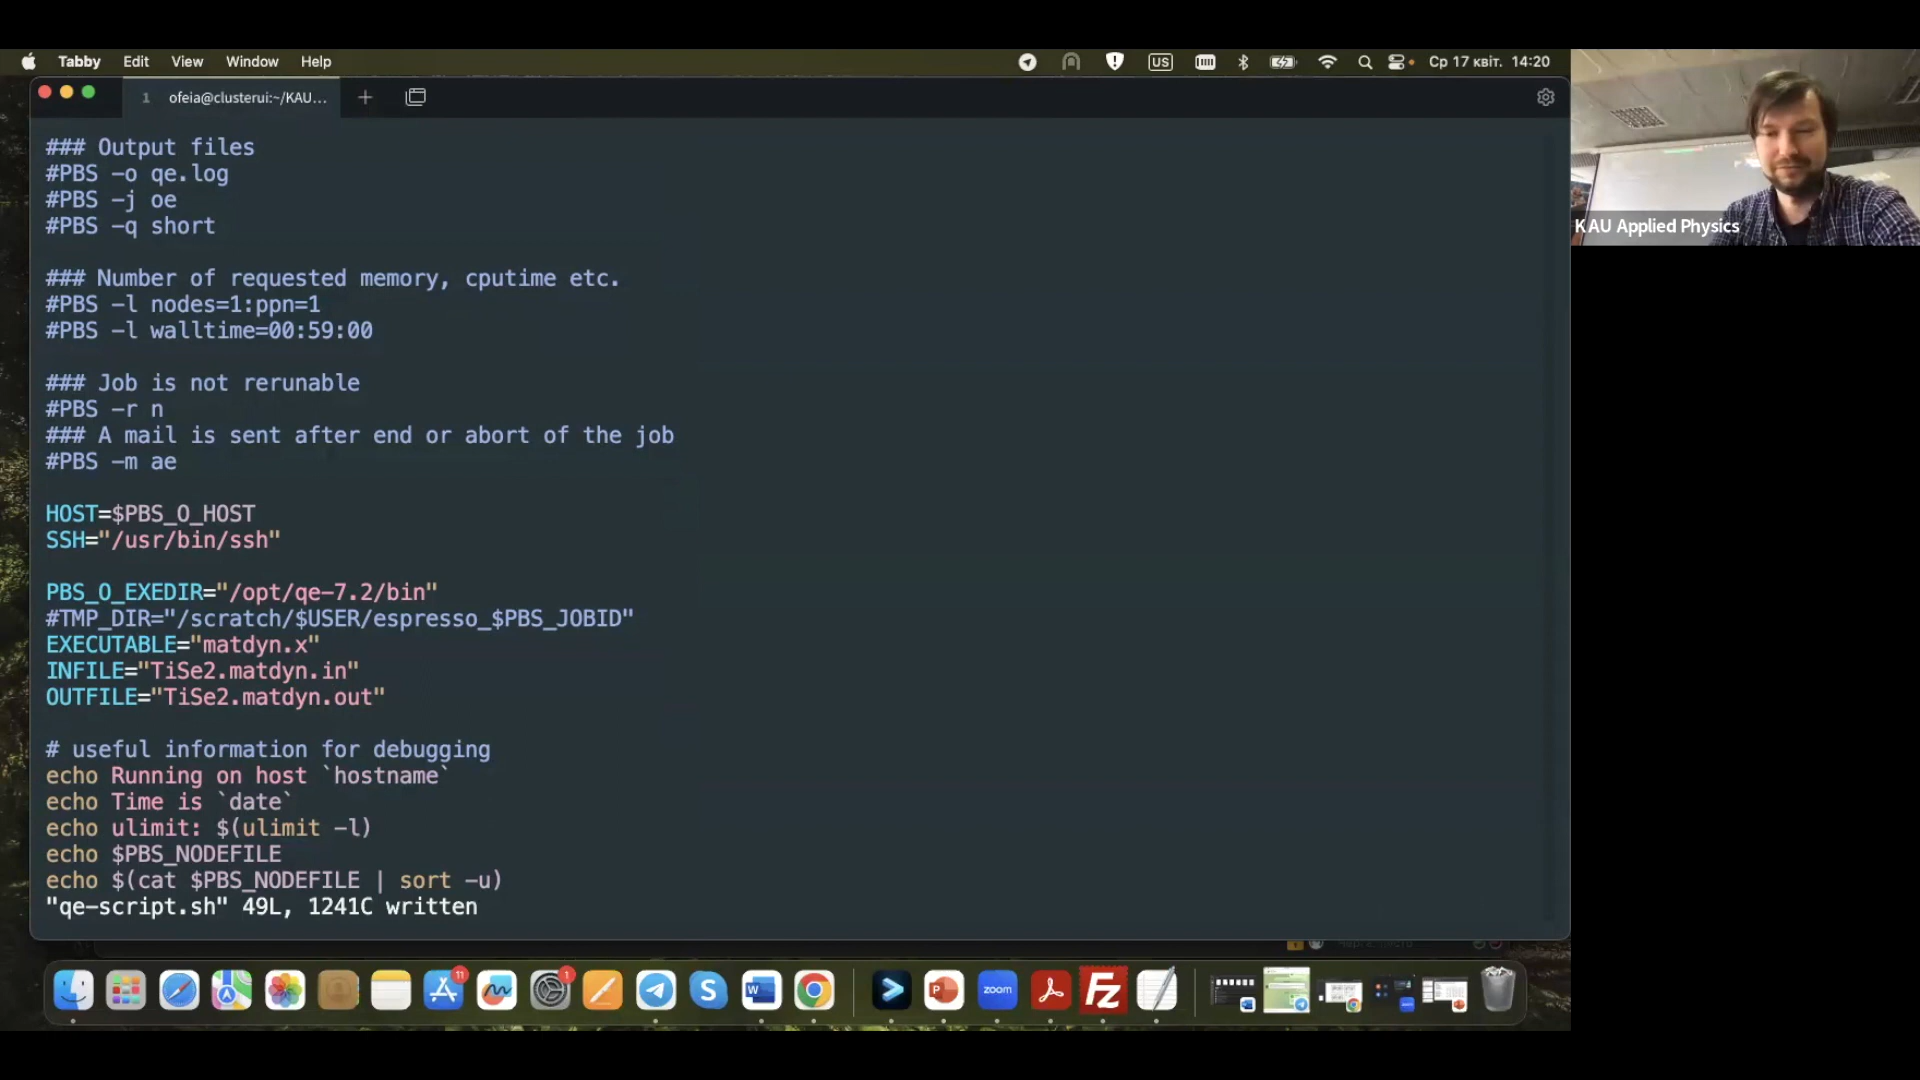 Tabby Edit View Window Help US Ср 17 квіт. 14:20
1 ofeia@clusterui:~/KAU...
### Output files
#PBS -o qe.log
#PBS -j oe
#PBS -q short
### Number of requested memory, cputime etc.
#PBS -l nodes=1:ppn=1
#PBS -l walltime=00:59:00
### Job is not rerunable
#PBS -r n
### A mail is sent after end or abort of the job
#PBS -m ae
HOST=$PBS_O_HOST
SSH="/usr/bin/ssh"
PBS_O_EXEDIR="/opt/qe-7.2/bin"
#TMP_DIR="/scratch/$USER/espresso_$PBS_JOBID"
EXECUTABLE="matdyn.x"
INFILE="TiSe2.matdyn.in"
OUTFILE="TiSe2.matdyn.out"
# useful information for debugging
echo Running on host `hostname`
echo Time is `date`
echo ulimit: $(ulimit -l)
echo $PBS_NODEFILE
echo $(cat $PBS_NODEFILE | sort -u)
"qe-script.sh" 49L, 1241C written
KAU Applied Physics
11
1
W
P
zoom
Fz